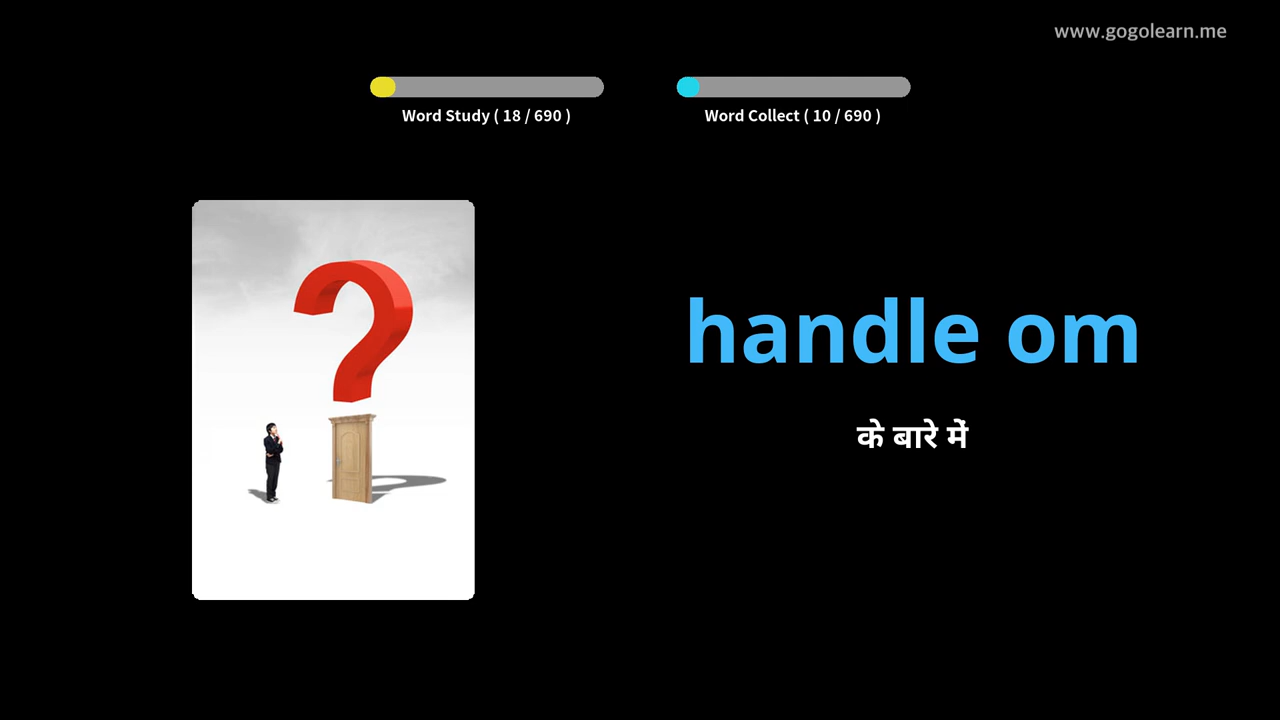 www.gogolearn.me
Word Study ( 18 / 690 )
Word Collect ( 10 / 690 )
handle om
के बारे में